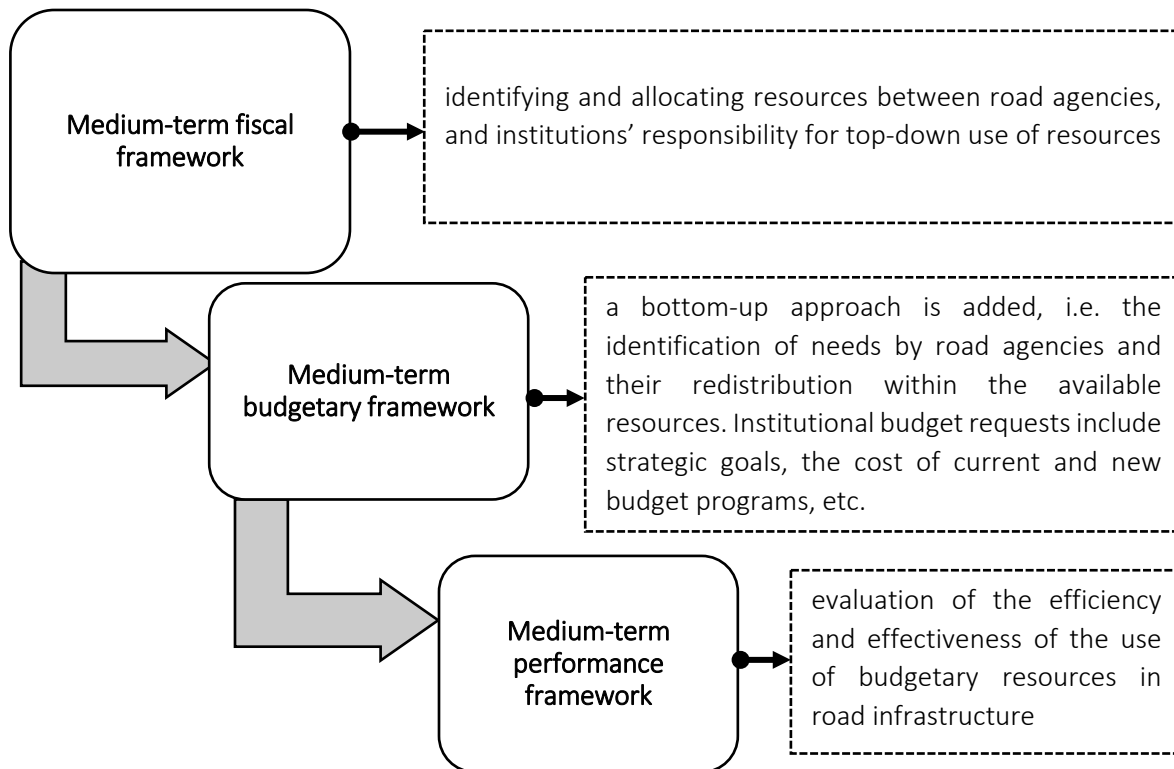 Medium-term fiscal
framework
identifying and allocating resources between road agencies,
and institutions’ responsibility for top-down use of resources
Medium-term
budgetary framework
a bottom-up approach is added, i.e. the
identification of needs by road agencies and
their redistribution within the available
resources. Institutional budget requests include
strategic goals, the cost of current and new
budget programs, etc.
Medium-term
performance
framework
evaluation of the efficiency
and effectiveness of the use
of budgetary resources in
road infrastructure